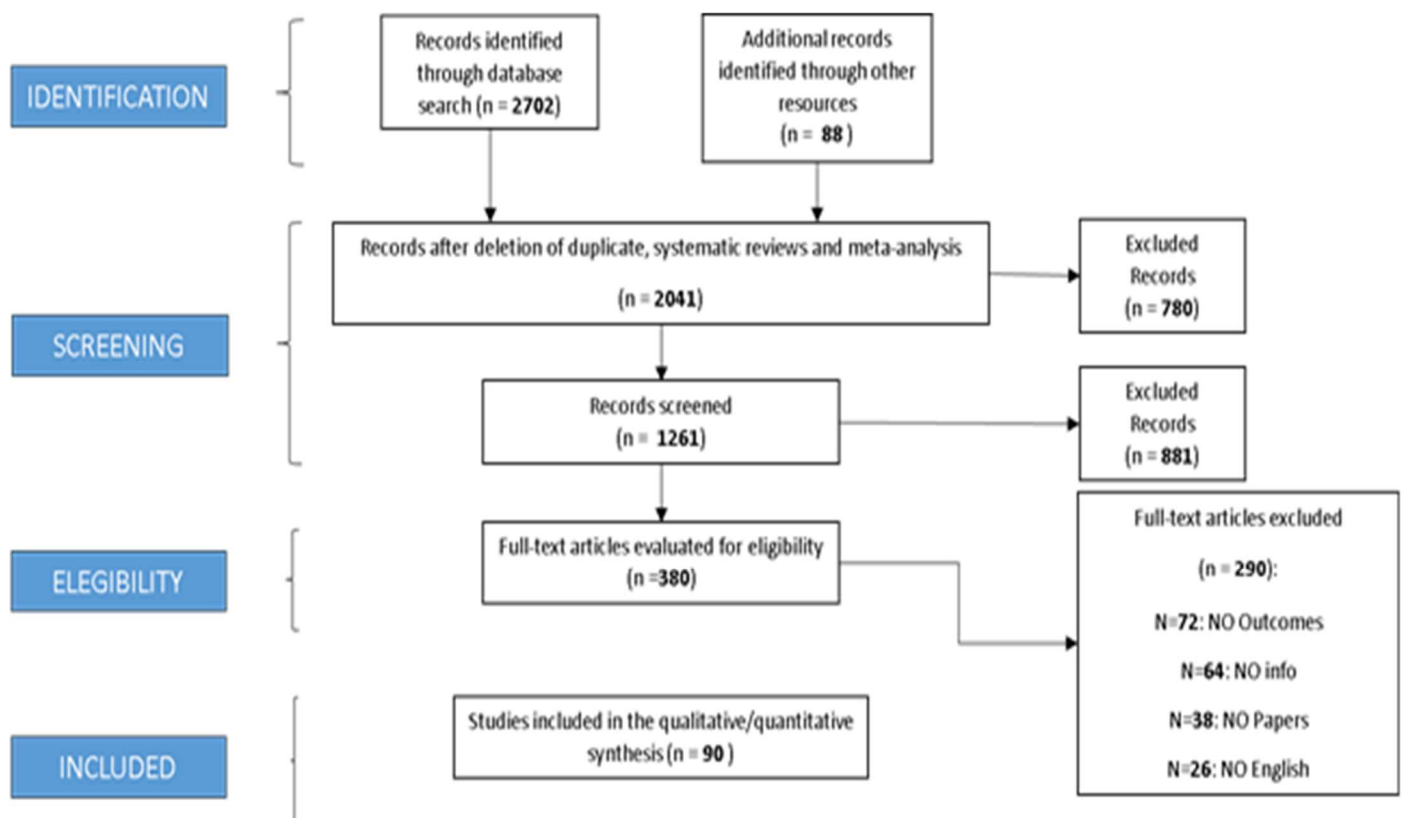 IDENTIFICATION
Records identified
through database
search (n = 2702)
Additional records
identified through other
resources
(n = 88 )
SCREENING
Records after deletion of duplicate, systematic reviews and meta-analysis
(n = 2041)
Excluded
Records
(n = 780)
Records screened
(n = 1261)
Excluded
Records
(n = 881)
ELEGIBILITY
Full-text articles evaluated for eligibility
(n =380)
Full-text articles excluded
(n = 290):
N=72: NO Outcomes
N=64: NO info
N=38: NO Papers
N=26: NO English
INCLUDED
Studies included in the qualitative/quantitative
synthesis (n = 90 )